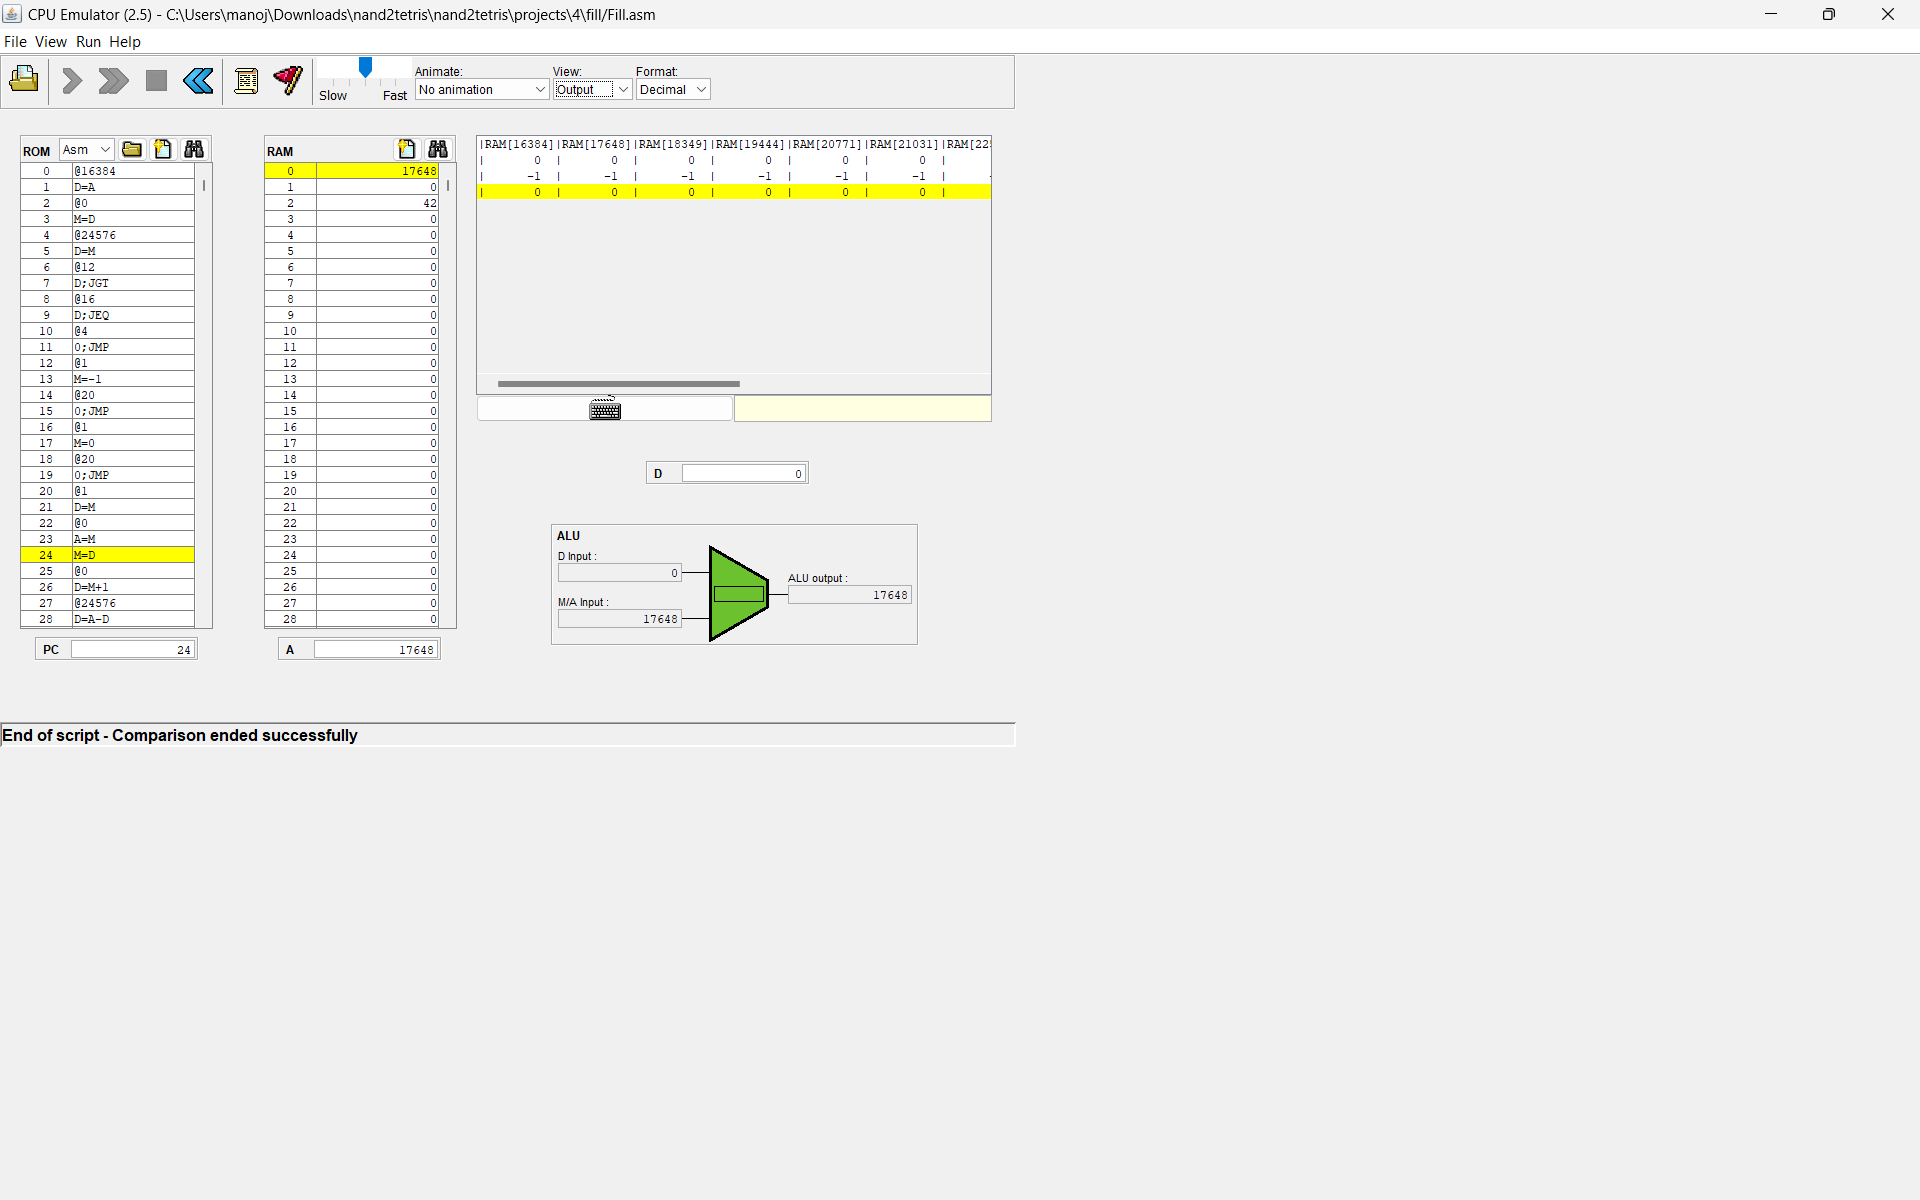 CPU Emulator (2.5) - C:\Users\manoj\Downloads\nand2tetris\nand2tetris\projects\4\fill/Fill.asm
File View Run Help
Slow Fast
Animate:
No animation
View:
Output
Format:
Decimal
ROM Asm
0 @16384
1 D=A
2 @0
3 M=D
4 @24576
5 D=M
6 @12
7 D;JGT
8 @16
9 D;JEQ
10 @4
11 0;JMP
12 @1
13 M=-1
14 @20
15 0;JMP
16 @1
17 M=0
18 @20
19 0;JMP
20 @1
21 D=M
22 @0
23 A=M
24 M=D
25 @0
26 D=M+1
27 @24576
28 D=A-D
PC 24
RAM
0 17648
1 0
2 42
3 0
4 0
5 0
6 0
7 0
8 0
9 0
10 0
11 0
12 0
13 0
14 0
15 0
16 0
17 0
18 0
19 0
20 0
21 0
22 0
23 0
24 0
25 0
26 0
27 0
28 0
A 17648
|RAM[16384]|RAM[17648]|RAM[18349]|RAM[19444]|RAM[20771]|RAM[21031]|RAM[22
| 0 | 0 | 0 | 0 | 0 | 0 |
| -1 | -1 | -1 | -1 | -1 | -1 |
| 0 | 0 | 0 | 0 | 0 | 0 |
D 0
ALU
D Input :
0
M/A Input :
17648
ALU output :
17648
End of script - Comparison ended successfully